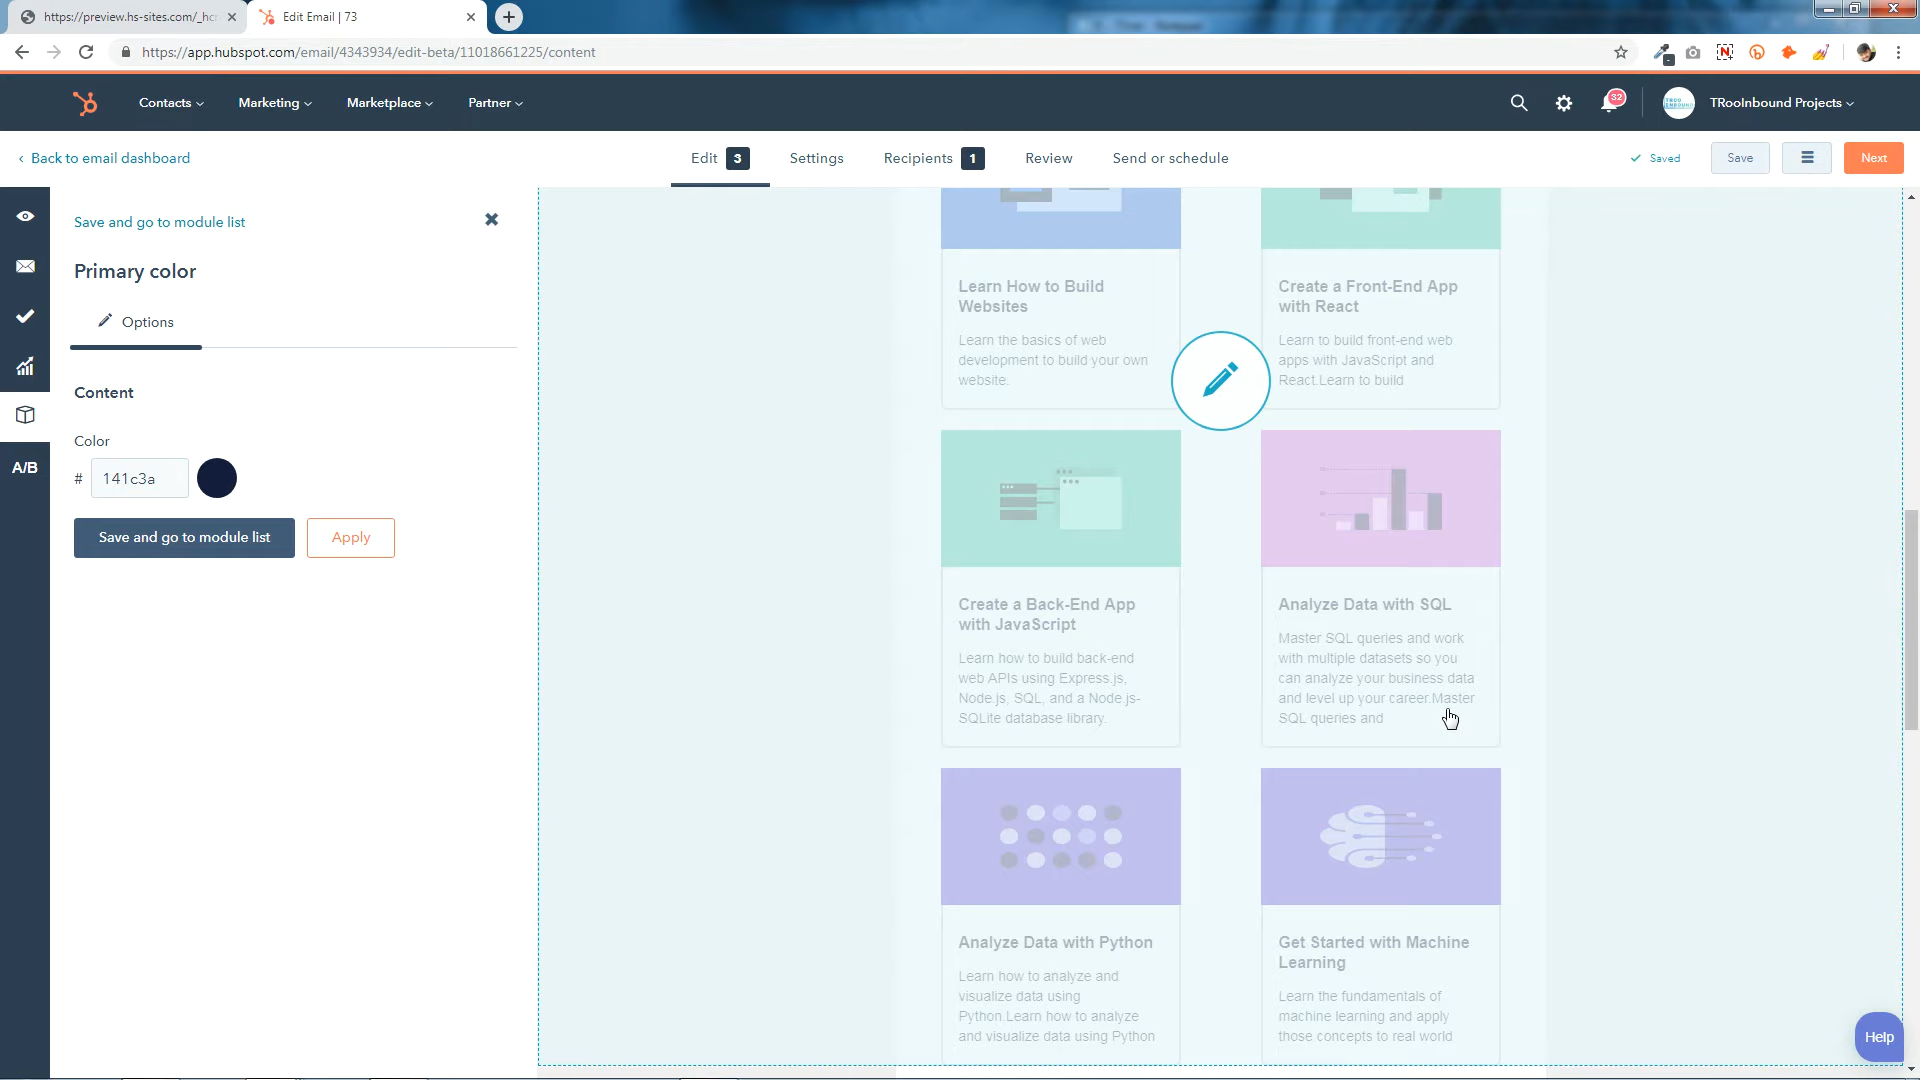 https://preview.hs-sites.com/_hcr
Edit Email | 73
https://app.hubspot.com/email/4343934/edit-beta/11018661225/content
Contacts
Marketing
Marketplace
Partner
32
TRooInbound Projects
Back to email dashboard
Edit 3
Settings
Recipients 1
Review
Send or schedule
Saved
Save
Next
Save and go to module list
Primary color
Options
Content
Color
# 141c3a
Save and go to module list
Apply
A/B
Learn How to Build
Websites
Learn the basics of web
development to build your own
website.
Create a Front-End App
with React
Learn to build front-end web
apps with JavaScript and
React.Learn to build
Create a Back-End App
with JavaScript
Learn how to build back-end
web APIs using Express.js,
Node.js, SQL, and a Node.js-
SQLite database library.
Analyze Data with SQL
Master SQL queries and work
with multiple datasets so you
can analyze your business data
and level up your career.Master
SQL queries and
Analyze Data with Python
Learn how to analyze and
visualize data using
Python.Learn how to analyze
and visualize data using Python
Get Started with Machine
Learning
Learn the fundamentals of
machine learning and apply
those concepts to real world
Help